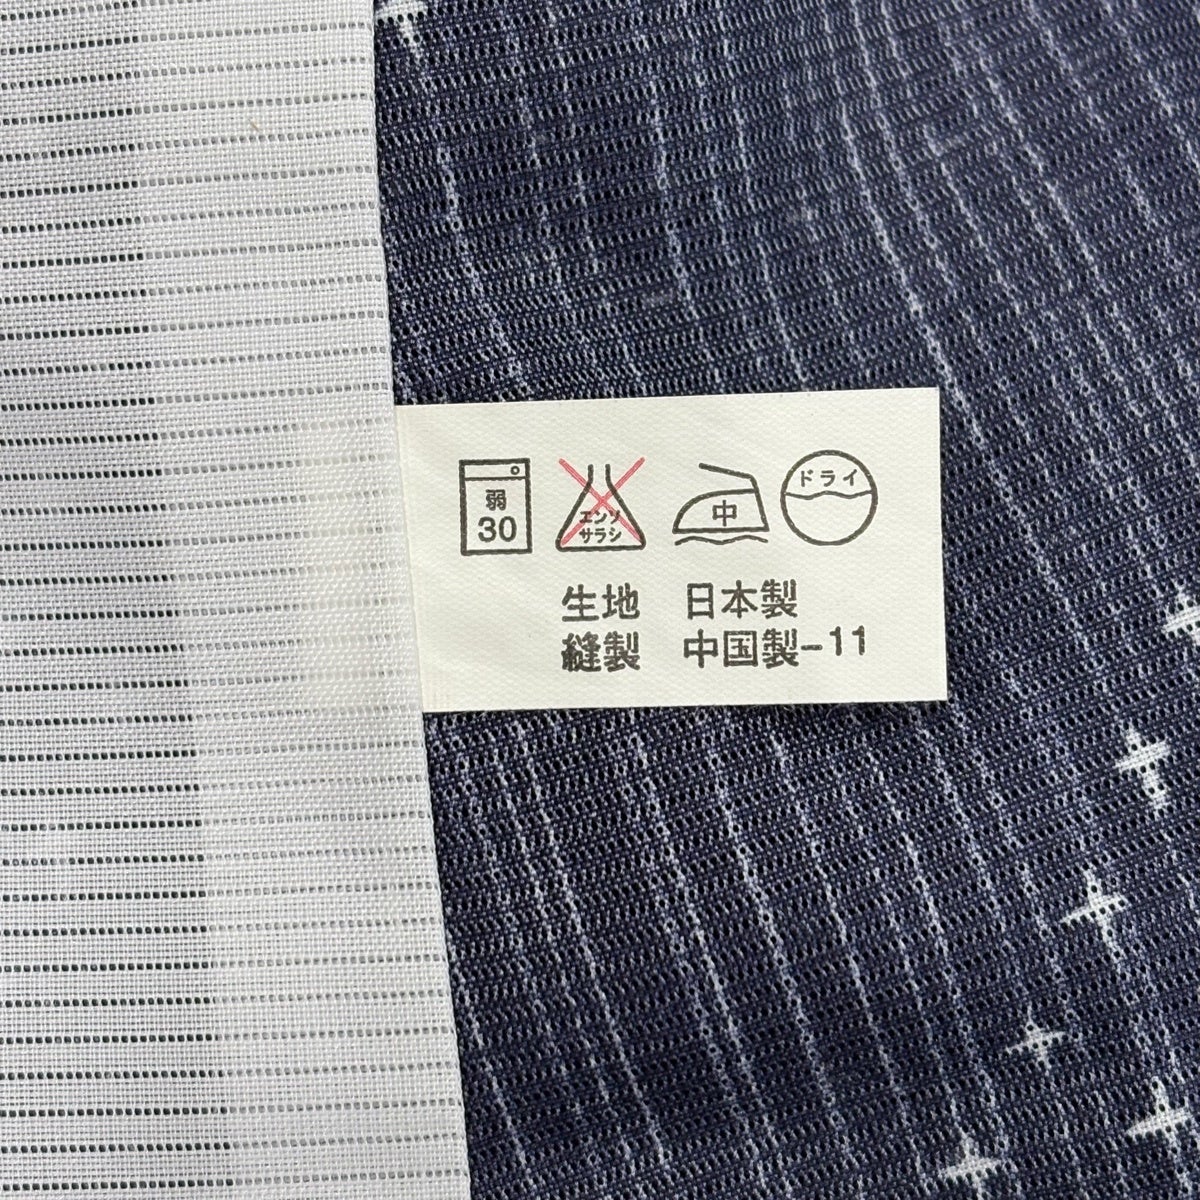 弱
30
エンソ
サラシ
中
ドライ
生地 日本製
縫製 中国製-11